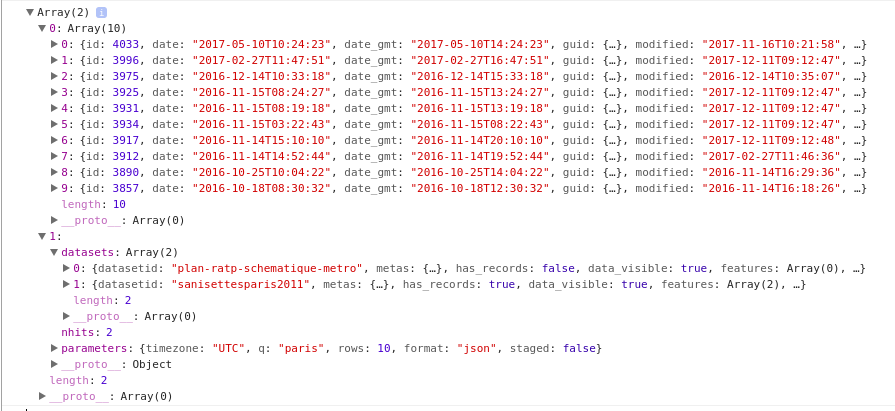 ▼Array(2) i
▼0: Array(10)
▶0: {id: 4033, date: "2017-05-10T10:24:23", date_gmt: "2017-05-10T14:24:23", guid: {…}, modified: "2017-11-16T10:21:58", …}
▶1: {id: 3996, date: "2017-02-27T11:47:51", date_gmt: "2017-02-27T16:47:51", guid: {…}, modified: "2017-12-11T09:12:47", …}
▶2: {id: 3975, date: "2016-12-14T10:33:18", date_gmt: "2016-12-14T15:33:18", guid: {…}, modified: "2016-12-14T10:35:07", …}
▶3: {id: 3925, date: "2016-11-15T08:24:27", date_gmt: "2016-11-15T13:24:27", guid: {…}, modified: "2017-12-11T09:12:47", …}
▶4: {id: 3931, date: "2016-11-15T08:19:18", date_gmt: "2016-11-15T13:19:18", guid: {…}, modified: "2017-12-11T09:12:47", …}
▶5: {id: 3934, date: "2016-11-15T03:22:43", date_gmt: "2016-11-15T08:22:43", guid: {…}, modified: "2017-12-11T09:12:47", …}
▶6: {id: 3917, date: "2016-11-14T15:10:10", date_gmt: "2016-11-14T20:10:10", guid: {…}, modified: "2017-12-11T09:12:48", …}
▶7: {id: 3912, date: "2016-11-14T14:52:44", date_gmt: "2016-11-14T19:52:44", guid: {…}, modified: "2017-02-27T11:46:36", …}
▶8: {id: 3890, date: "2016-10-25T10:04:22", date_gmt: "2016-10-25T14:04:22", guid: {…}, modified: "2016-11-14T16:29:36", …}
▶9: {id: 3857, date: "2016-10-18T08:30:32", date_gmt: "2016-10-18T12:30:32", guid: {…}, modified: "2016-11-14T16:18:26", …}
length: 10
▶__proto__: Array(0)
▼1:
▼datasets: Array(2)
▶0: {datasetid: "plan-ratp-schematique-metro", metas: {…}, has_records: false, data_visible: true, features: Array(0), …}
▶1: {datasetid: "sanisettesparis2011", metas: {…}, has_records: true, data_visible: true, features: Array(2), …}
length: 2
▶__proto__: Array(0)
nhits: 2
▶parameters: {timezone: "UTC", q: "paris", rows: 10, format: "json", staged: false}
▶__proto__: Object
length: 2
▶__proto__: Array(0)